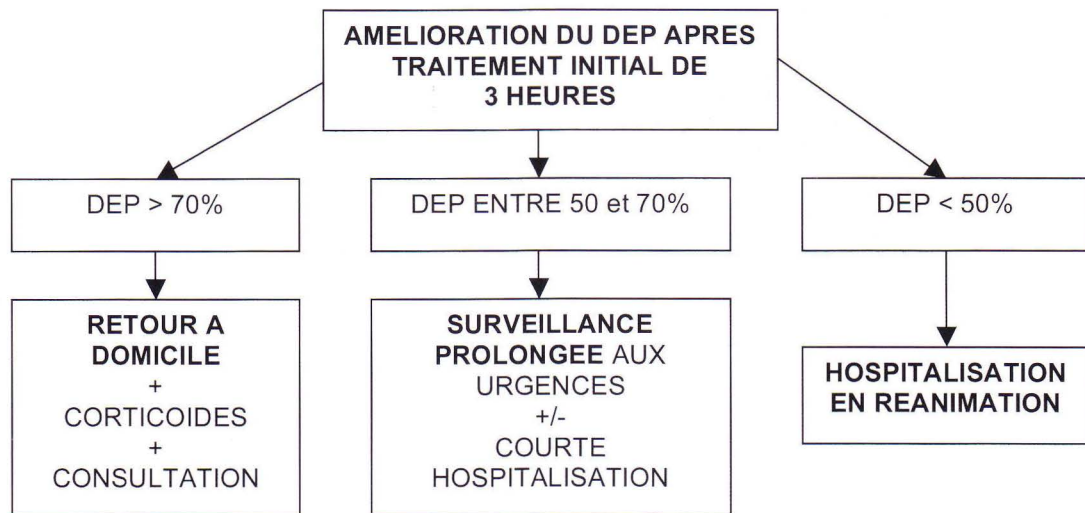 AMELIORATION DU DEP APRES
TRAITEMENT INITIAL DE
3 HEURES
DEP > 70%
DEP ENTRE 50 et 70%
DEP < 50%
RETOUR A
DOMICILE
+
CORTICOIDES
+
CONSULTATION
SURVEILLANCE
PROLONGEE AUX
URGENCES
+/-
COURTE
HOSPITALISATION
HOSPITALISATION
EN REANIMATION